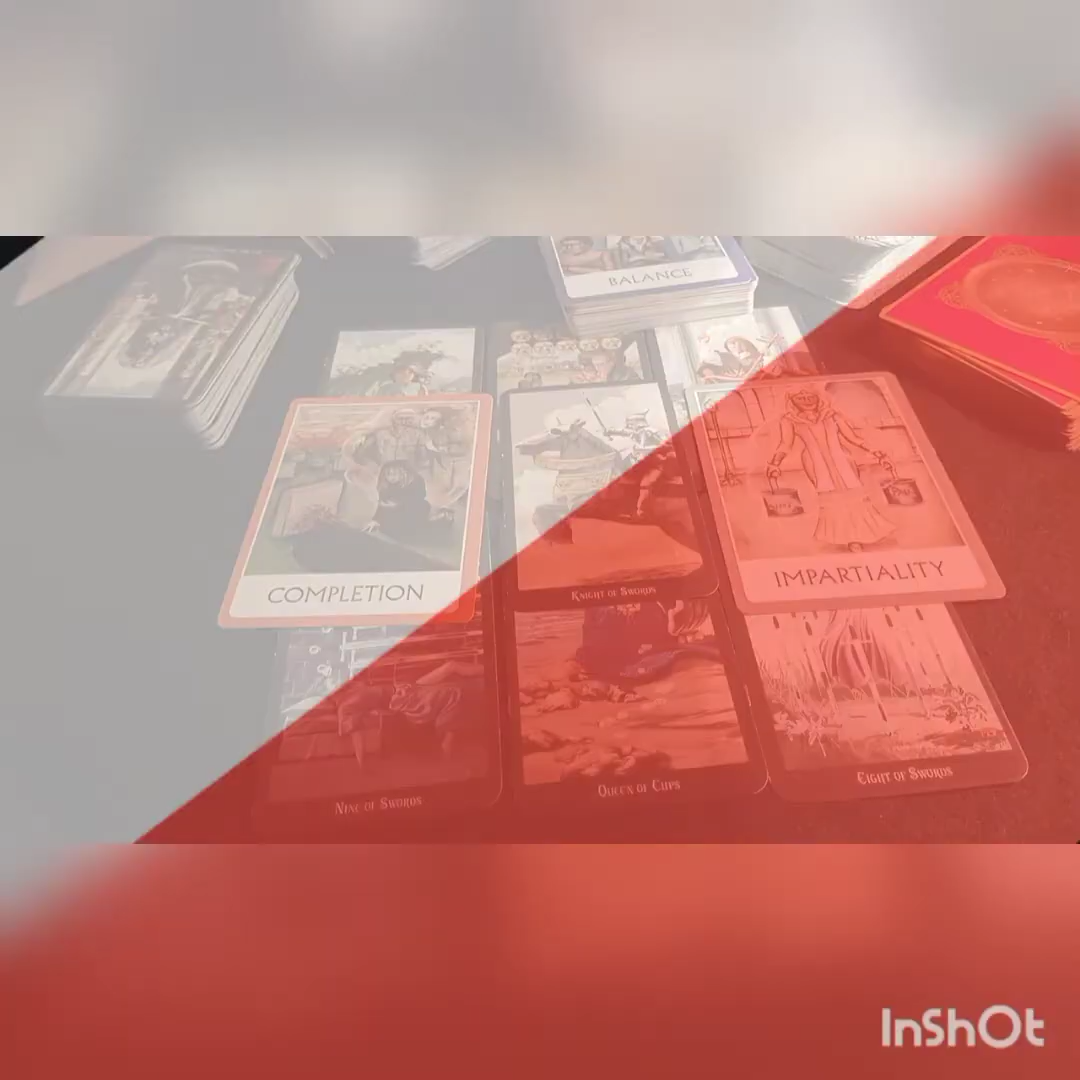 BALANCE
COMPLETION
KNIGHT OF SWORDS
IMPARTIALITY
NINE OF SWORDS
QUEEN OF CUPS
EIGHT OF SWORDS
InShOt